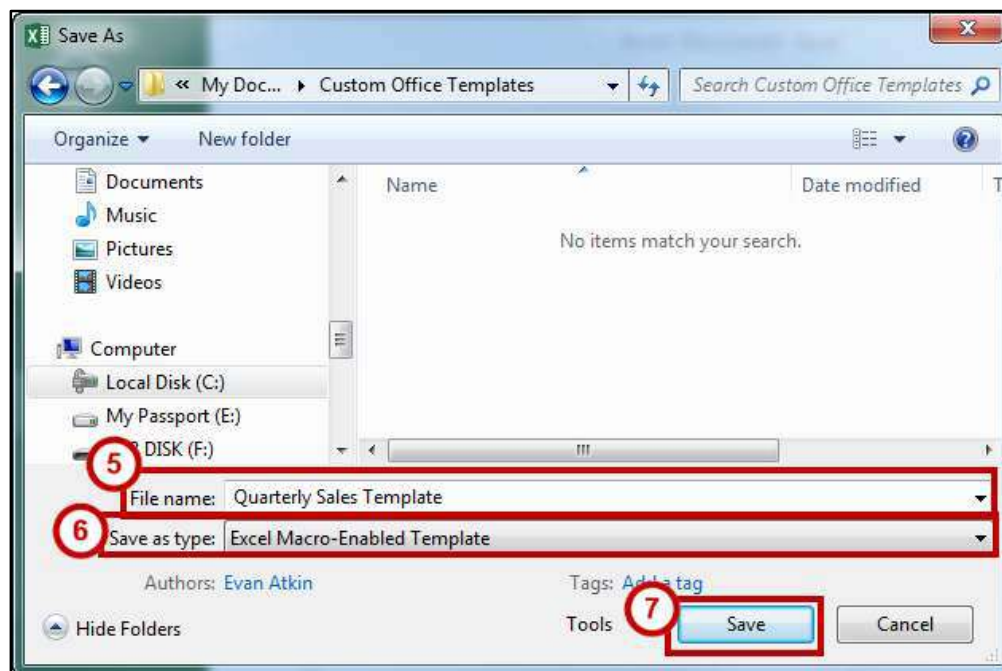 Save As
« My Doc... ▸ Custom Office Templates
Search Custom Office Templates
Organize
New folder
Documents
Music
Pictures
Videos
Computer
Local Disk (C:)
My Passport (E:)
DISK (F:)
Name
Date modified
T
No items match your search.
5
File name: Quarterly Sales Template
6
Save as type: Excel Macro-Enabled Template
Authors: Evan Atkin
Tags: Add a tag
7
Hide Folders
Tools
Save
Cancel